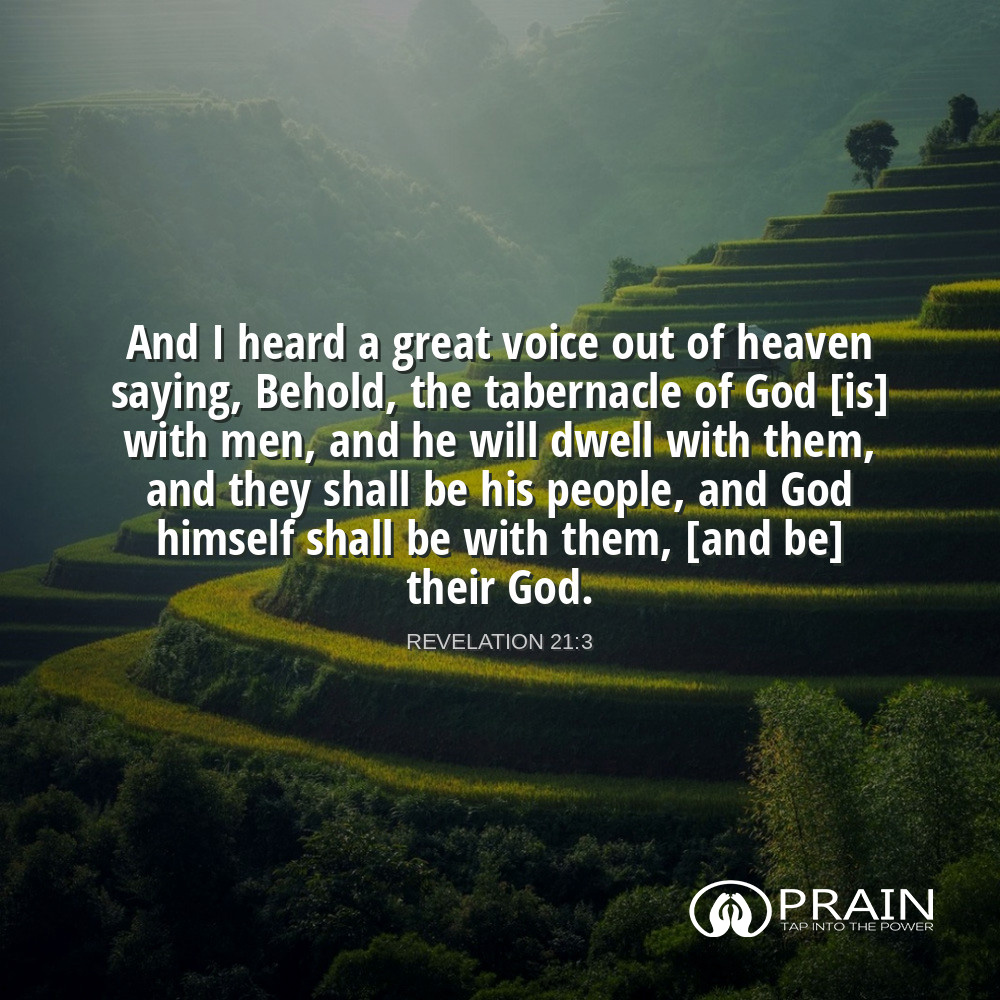 And I heard a great voice out of heaven
saying, Behold, the tabernacle of God [is]
with men, and he will dwell with them,
and they shall be his people, and God
himself shall be with them, [and be]
their God.
REVELATION 21:3
PRAIN
TAP INTO THE POWER